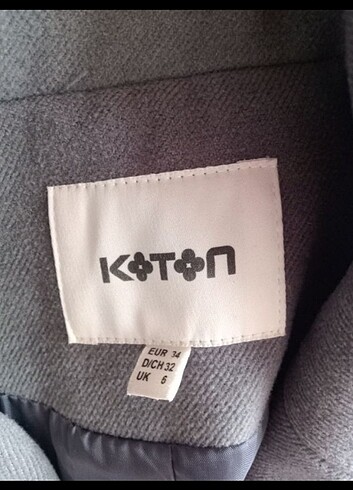 KOTON
EUR 34
D/CH 32
UK 6